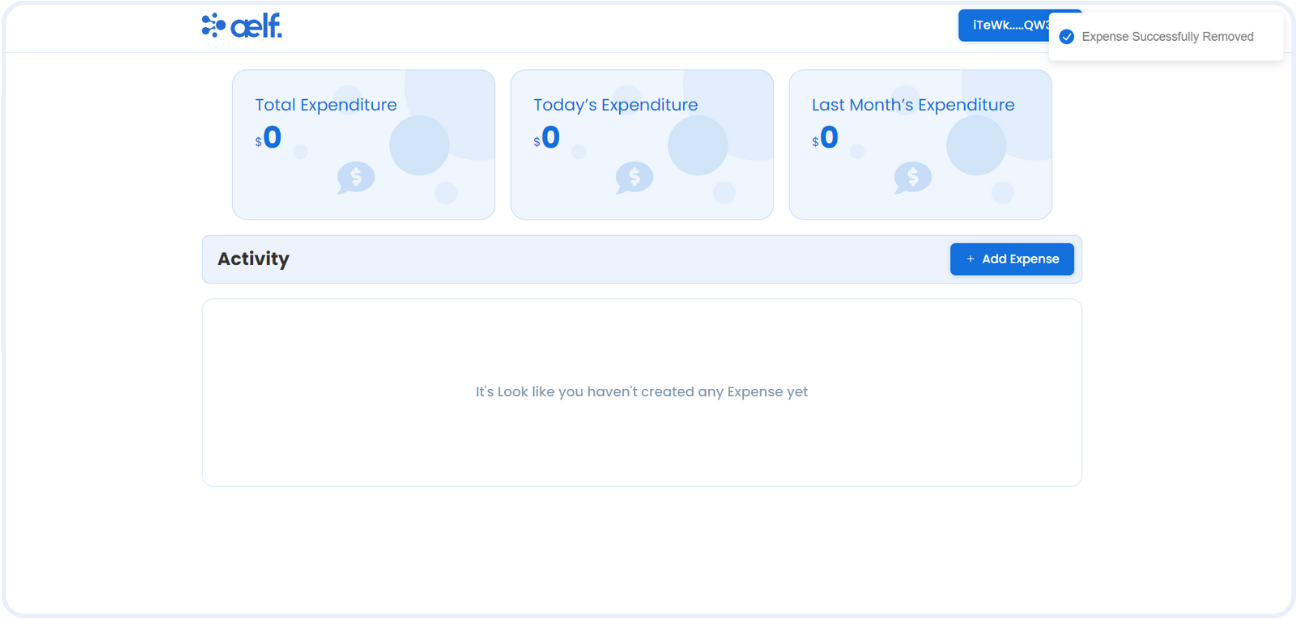 aelf.
iTeWk.....QW3
Expense Successfully Removed
Total Expenditure
$0
Today's Expenditure
$0
Last Month's Expenditure
$0
Activity
+ Add Expense
It's Look like you haven't created any Expense yet